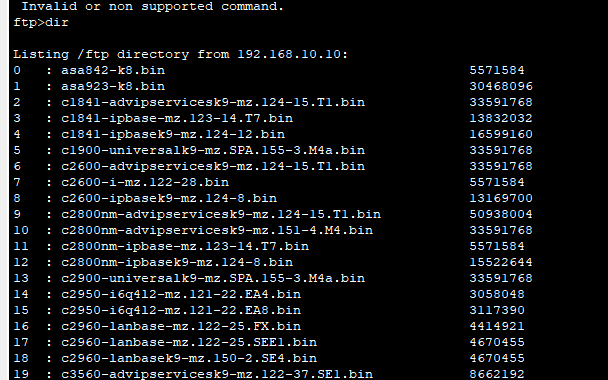 Invalid or non supported command.
ftp>dir
Listing /ftp directory from 192.168.10.10:
0 : asa842-k8.bin 5571584
1 : asa923-k8.bin 30468096
2 : c1841-advipservicesk9-mz.124-15.T1.bin 33591768
3 : c1841-ipbase-mz.123-14.T7.bin 13832032
4 : c1841-ipbasek9-mz.124-12.bin 16599160
5 : c1900-universalk9-mz.SPA.155-3.M4a.bin 33591768
6 : c2600-advipservicesk9-mz.124-15.T1.bin 33591768
7 : c2600-i-mz.122-28.bin 5571584
8 : c2600-ipbasek9-mz.124-8.bin 13169700
9 : c2800nm-advipservicesk9-mz.124-15.T1.bin 50938004
10 : c2800nm-advipservicesk9-mz.151-4.M4.bin 33591768
11 : c2800nm-ipbase-mz.123-14.T7.bin 5571584
12 : c2800nm-ipbasek9-mz.124-8.bin 15522644
13 : c2900-universalk9-mz.SPA.155-3.M4a.bin 33591768
14 : c2950-i6q4l2-mz.121-22.EA4.bin 3058048
15 : c2950-i6q4l2-mz.121-22.EA8.bin 3117390
16 : c2960-lanbase-mz.122-25.FX.bin 4414921
17 : c2960-lanbase-mz.122-25.SEE1.bin 4670455
18 : c2960-lanbasek9-mz.150-2.SE4.bin 4670455
19 : c3560-advipservicesk9-mz.122-37.SE1.bin 8662192